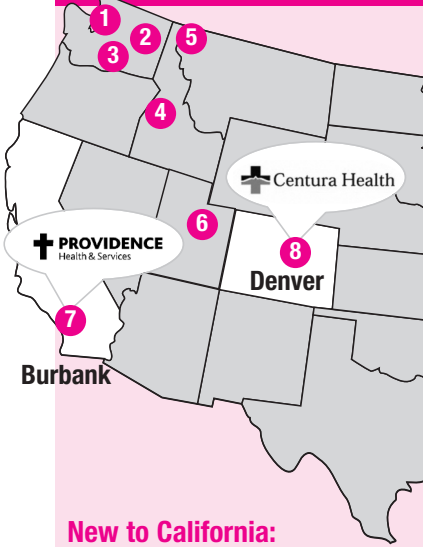 1
2
5
3
4
Centura Health
6
PROVIDENCE
Health & Services
8
Denver
7
Burbank
New to California: